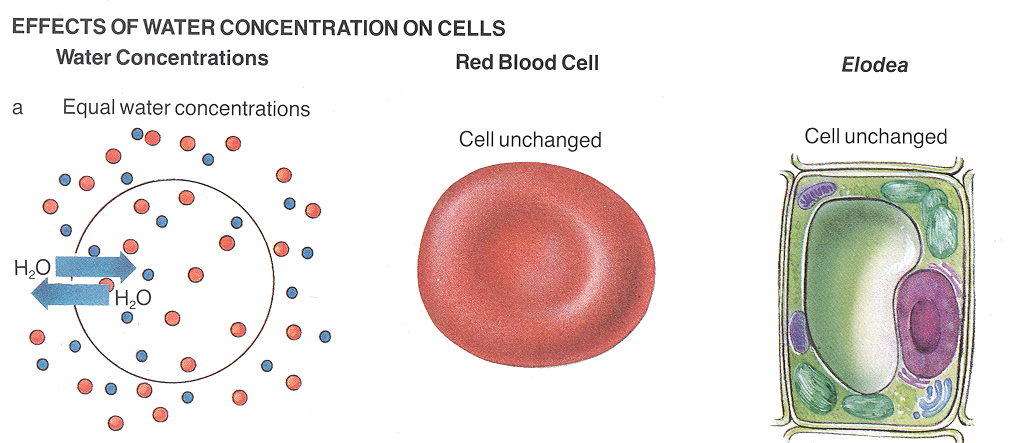 EFFECTS OF WATER CONCENTRATION ON CELLS
Water Concentrations
Red Blood Cell
Elodea
a Equal water concentrations
Cell unchanged
Cell unchanged
H₂O
H₂O